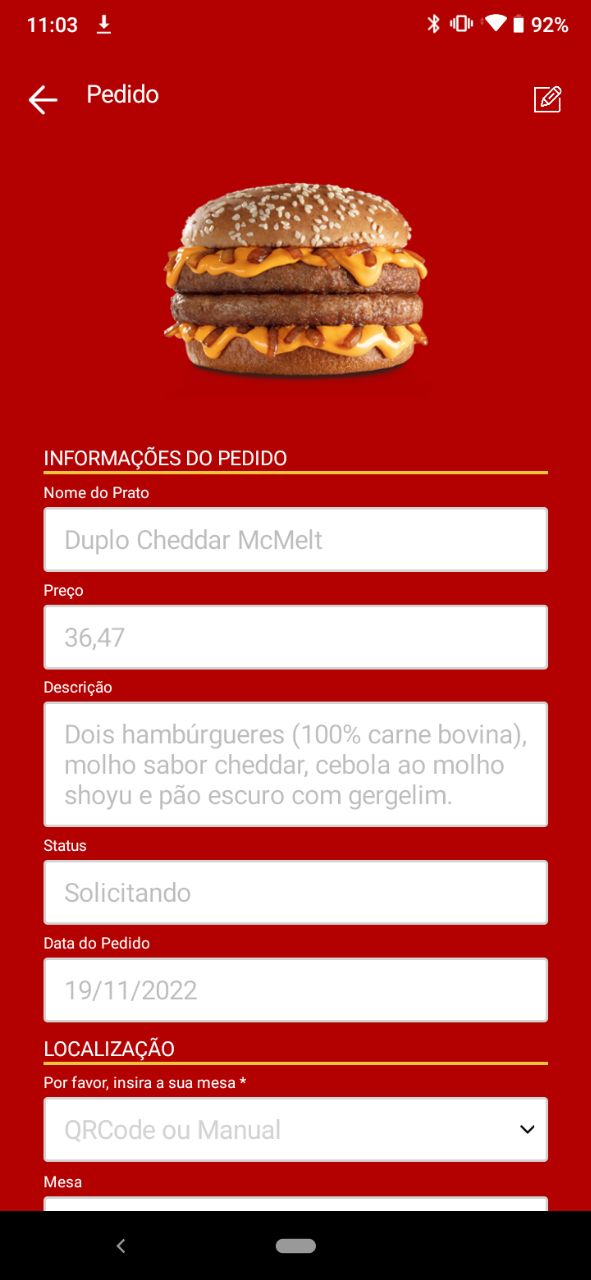 11:03
92%
Pedido
INFORMAÇÕES DO PEDIDO
Nome do Prato
Duplo Cheddar McMelt
Preço
36,47
Descrição
Dois hambúrgueres (100% carne bovina),
molho sabor cheddar, cebola ao molho
shoyu e pão escuro com gergelim.
Status
Solicitando
Data do Pedido
19/11/2022
LOCALIZAÇÃO
Por favor, insira a sua mesa *
QRCode ou Manual
Mesa